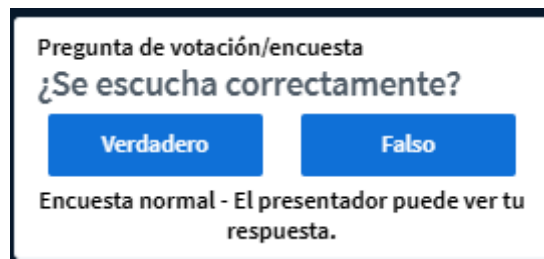 Pregunta de votación/encuesta
¿Se escucha correctamente?
Verdadero Falso
Encuesta normal - El presentador puede ver tu
respuesta.